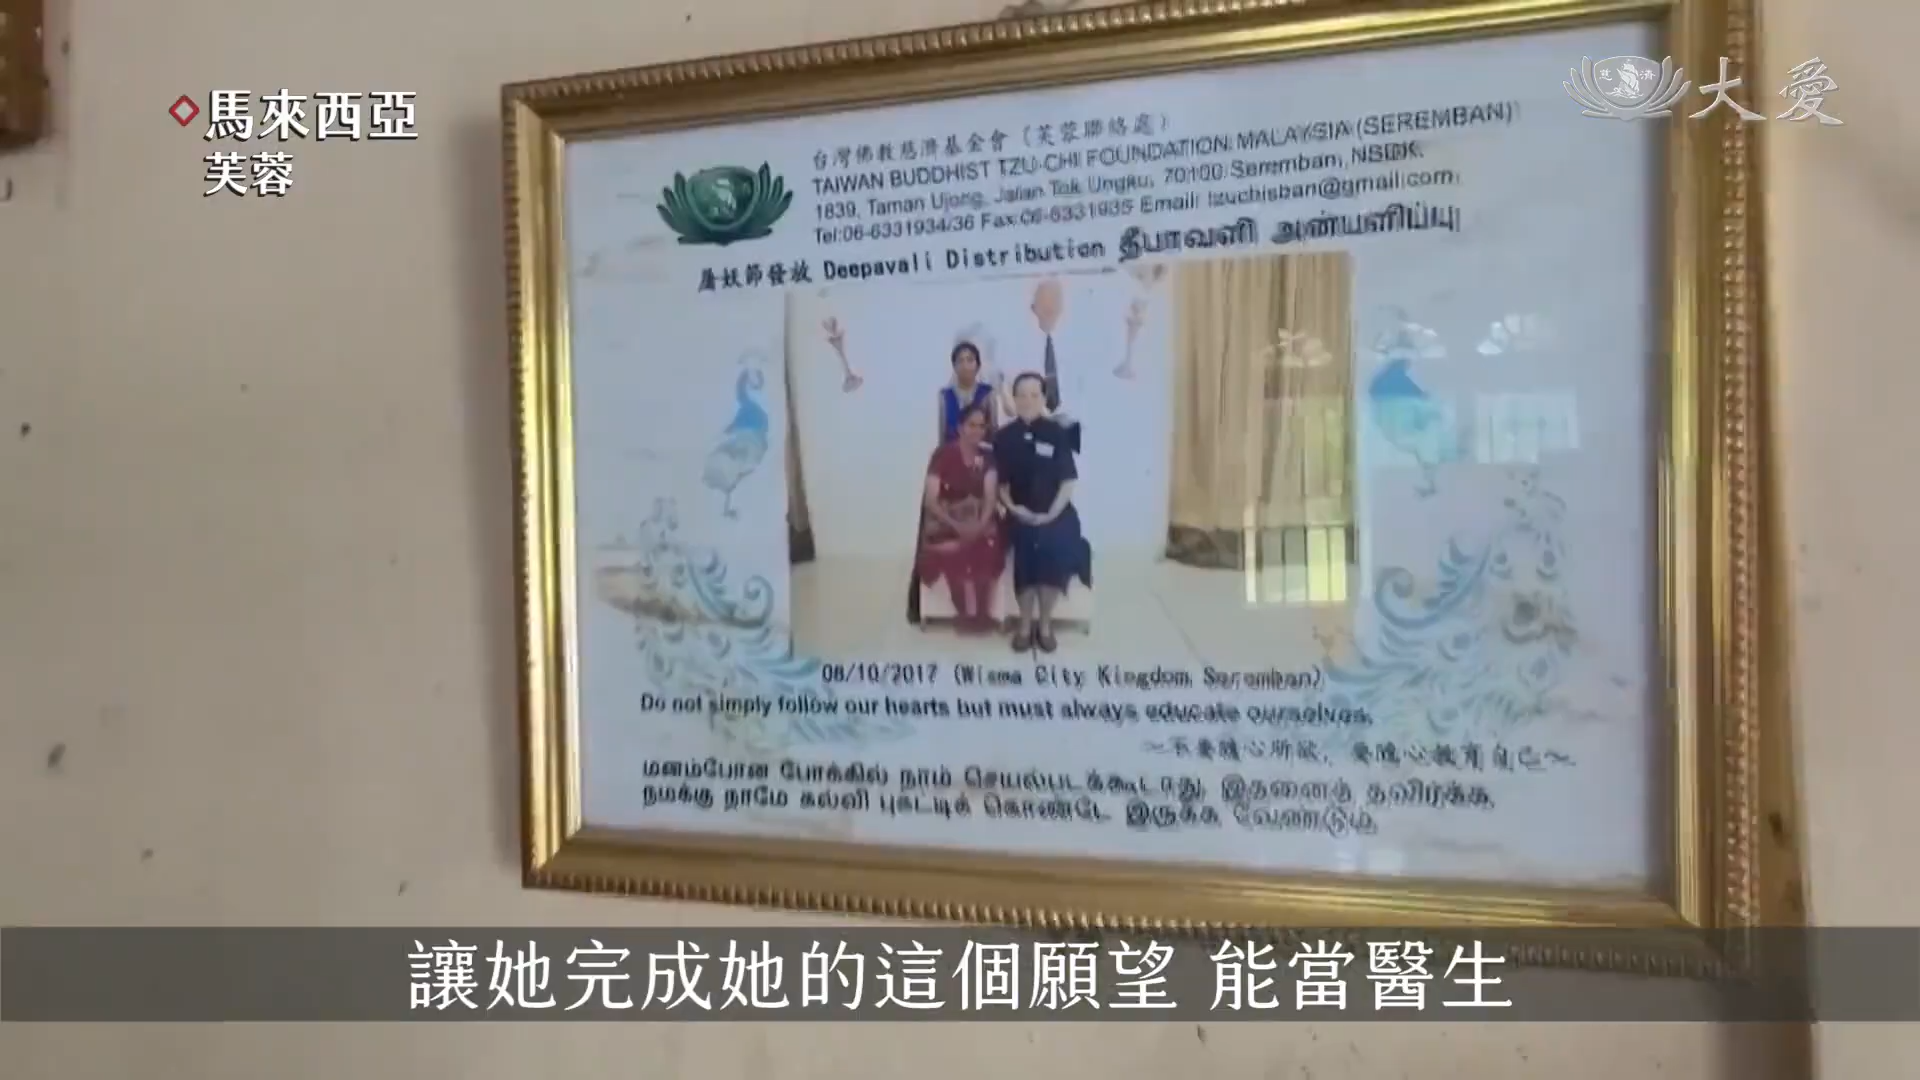 馬來西亞
芙蓉
慈濟
大愛
台灣佛教慈濟基金會（芙蓉聯絡處）
TAIWAN BUDDHIST TZU-CHI FOUNDATION MALAYSIA (SEREMBAN)
1839, Taman Ujong, Jalan Tok Ungku, 70100 Seremban, NSDK.
Tel:06-6331934/36 Fax:06-6331935 Email: tzuchisban@gmail.com
屠妖節發放 Deepavali Distribution தீபாவளி அன்பளிப்பு
08/10/2017 (Wisma City Kingdom Seremban)
Do not simply follow our hearts but must always educate ourselves.
～不要隨心所欲，要隨心教育自己～
மனம்போன போக்கில் நாம் செயல்படக்கூடாது, இதனைத் தவிர்க்க,
நமக்கு நாமே கல்வி புகட்டிக் கொண்டே இருக்க வேண்டும்
讓她完成她的這個願望 能當醫生